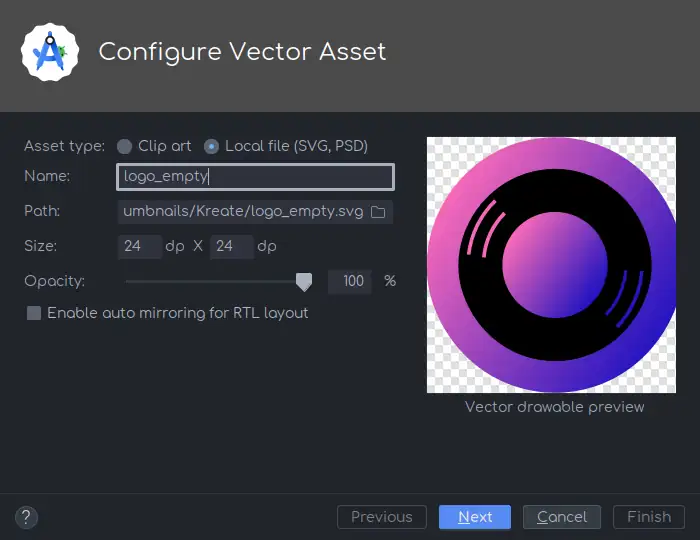 Configure Vector Asset
Asset type: Clip art Local file (SVG, PSD)
Name: logo_empty
Path: umbnails/Kreate/logo_empty.svg
Size: 24 dp X 24 dp
Opacity: 100 %
Enable auto mirroring for RTL layout
Vector drawable preview
? Previous Next Cancel Finish